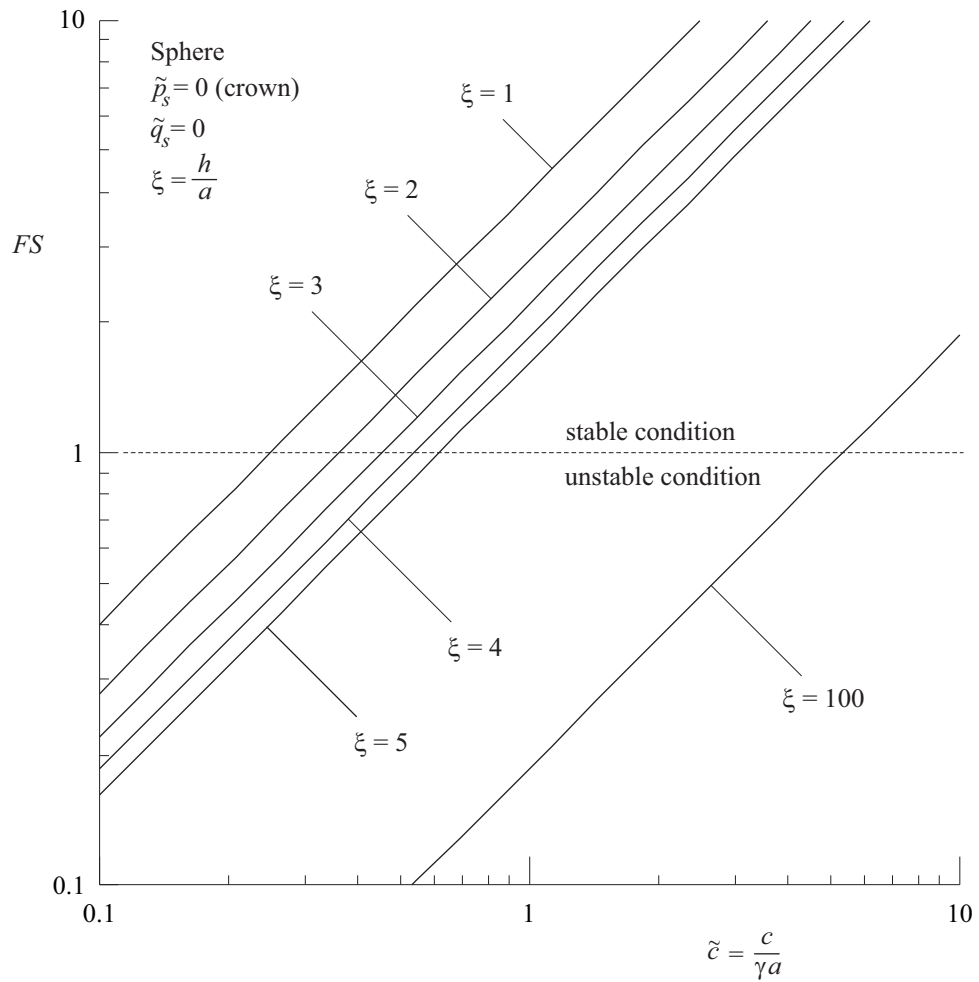 10
Sphere
p̃ₛ = 0 (crown)
q̃ₛ = 0
ξ = h/a
ξ = 1
ξ = 2
FS
ξ = 3
1
stable condition
unstable condition
ξ = 4
ξ = 100
ξ = 5
0.1
0.1
1
10
c̃ = c/γa